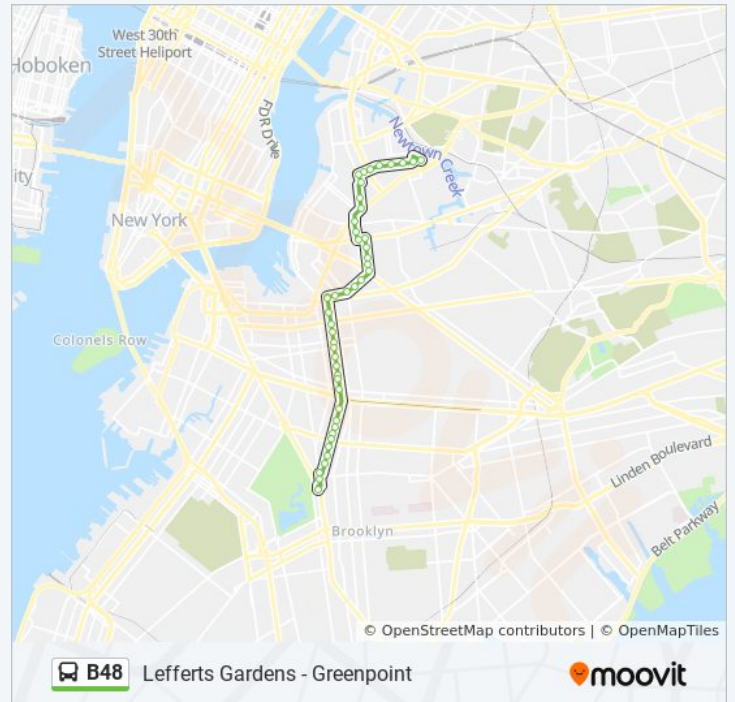 West 30th
Street Heliport
Hoboken
FDR Drive
Newtown Creek
ity
New York
Colonels Row
Linden Boulevard
Brooklyn
Belt Parkway
© OpenStreetMap contributors | © OpenMapTiles
B48 Lefferts Gardens - Greenpoint moovit